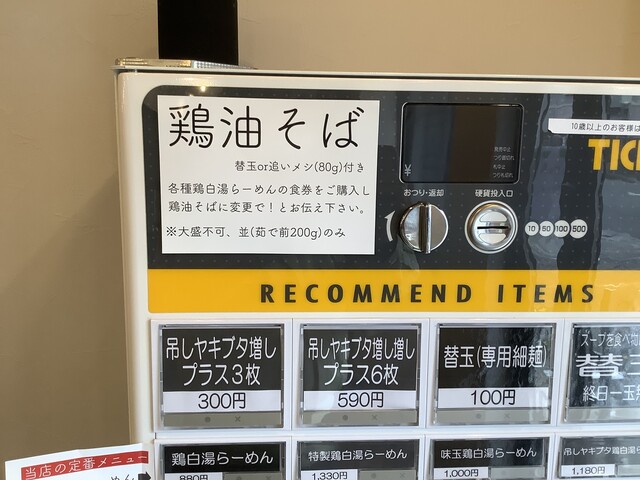 鶏油そば
替玉or追いメシ(80g)付き
各種鶏白湯らーめんの食券をご購入し
鶏油そばに変更で！とお伝え下さい。
※大盛不可、並(茹で前200g)のみ
10歳以上のお客様は
TIC
¥
おつり・返却
硬貨投入口
10 50 100 500
RECOMMEND ITEMS
吊しヤキブタ増し
プラス3枚
300円
吊しヤキブタ増し増し
プラス6枚
590円
替玉(専用細麺)
100円
スープを食べ物
替
終日一玉
当店の定番メニュー
鶏白湯らーめん
880円
特製鶏白湯らーめん
1,330円
味玉鶏白湯らーめん
1,000円
吊しヤキブタ鶏白湯らーめん
1,180円